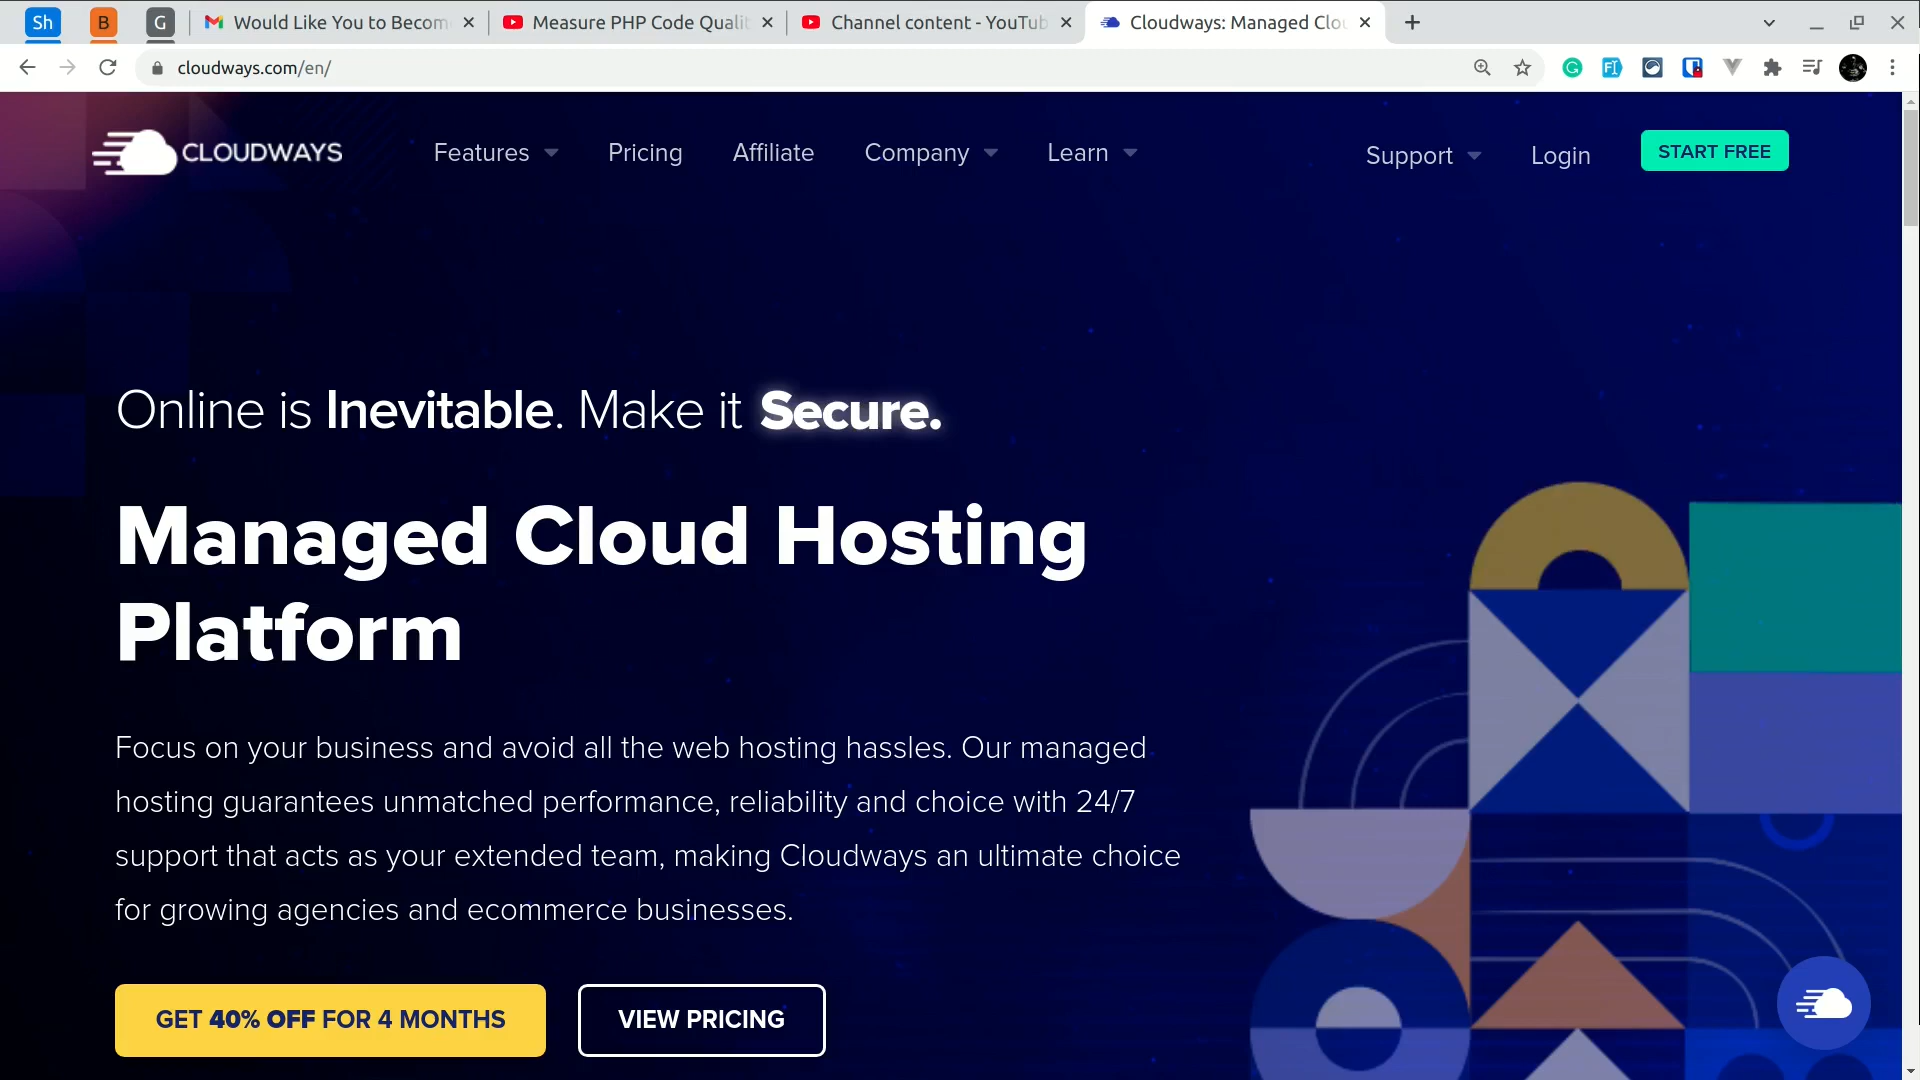 Sh
B
G
Would Like You to Becom
Measure PHP Code Qualit
Channel content - YouTub
Cloudways: Managed Clo
cloudways.com/en/
CLOUDWAYS
Features
Pricing
Affiliate
Company
Learn
Support
Login
START FREE
Online is Inevitable. Make it Secure.
Managed Cloud Hosting
Platform
Focus on your business and avoid all the web hosting hassles. Our managed
hosting guarantees unmatched performance, reliability and choice with 24/7
support that acts as your extended team, making Cloudways an ultimate choice
for growing agencies and ecommerce businesses.
GET 40% OFF FOR 4 MONTHS
VIEW PRICING